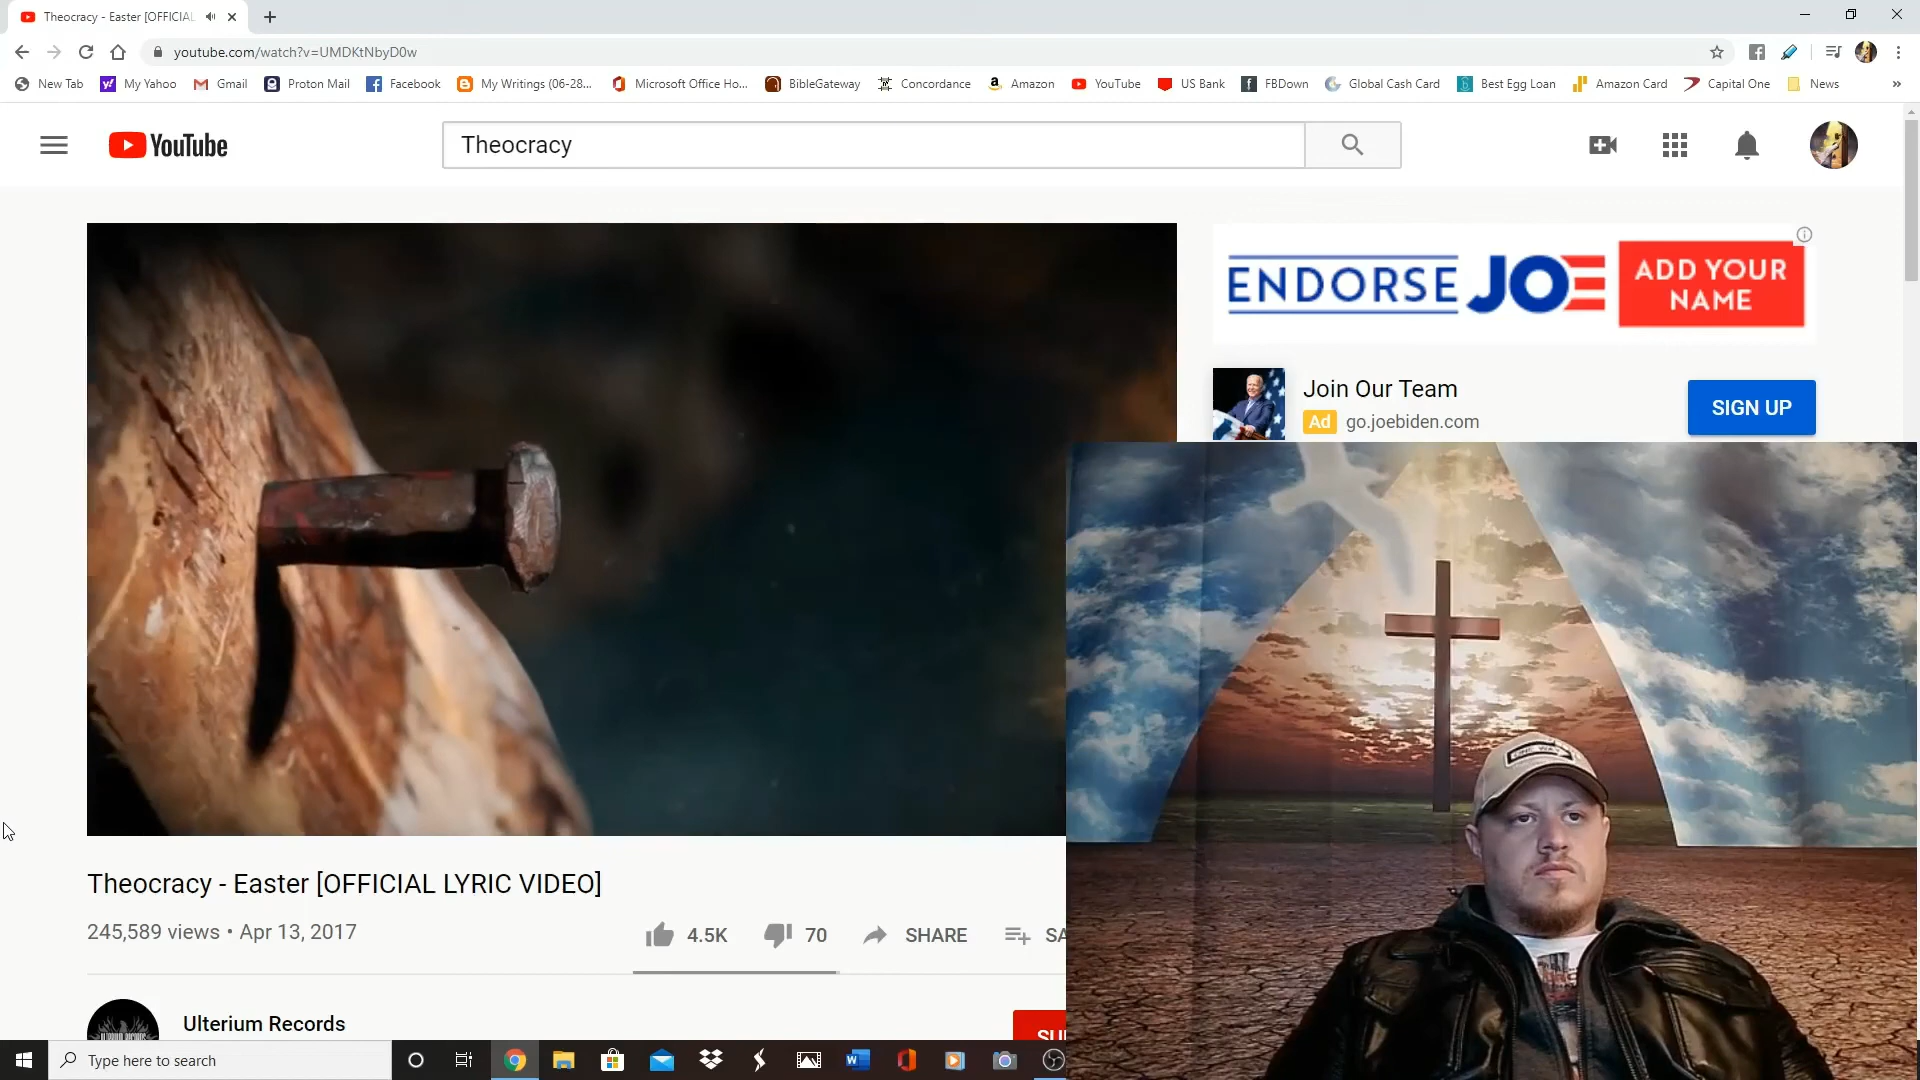 Theocracy - Easter [OFFICIAL
youtube.com/watch?v=UMDKtNbyD0w
New Tab
My Yahoo
Gmail
Proton Mail
Facebook
My Writings (06-28...
Microsoft Office Ho...
BibleGateway
Concordance
Amazon
YouTube
US Bank
FBDown
Global Cash Card
Best Egg Loan
Amazon Card
Capital One
News
»
YouTube
Theocracy
ENDORSE JOE
ADD YOUR
NAME
Join Our Team
Ad go.joebiden.com
SIGN UP
ONE WAY
Theocracy - Easter [OFFICIAL LYRIC VIDEO]
245,589 views • Apr 13, 2017
4.5K
70
SHARE
SA
Ulterium Records
SU
Type here to search